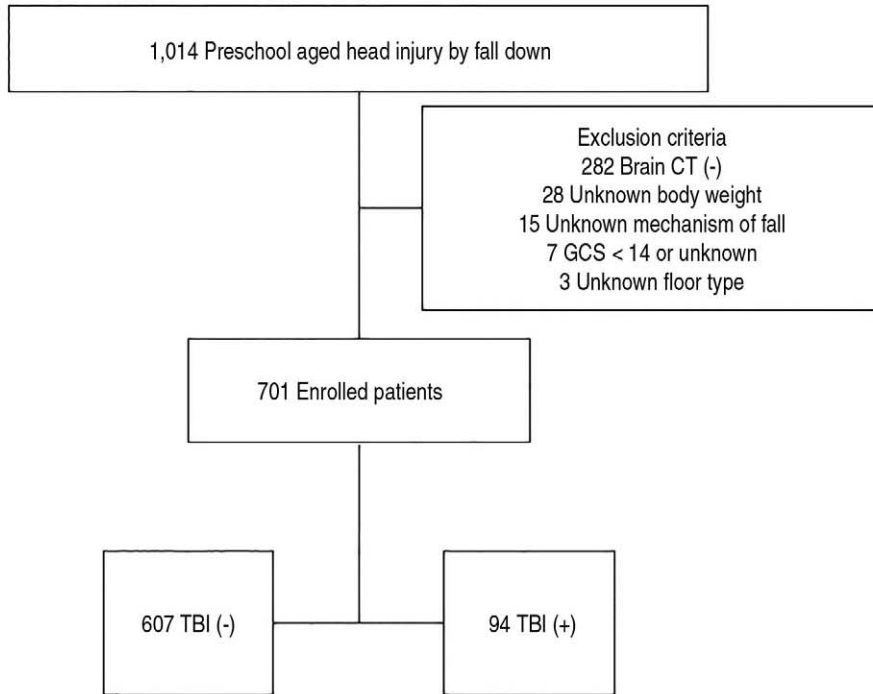 1,014 Preschool aged head injury by fall down
Exclusion criteria
282 Brain CT (-)
28 Unknown body weight
15 Unknown mechanism of fall
7 GCS < 14 or unknown
3 Unknown floor type
701 Enrolled patients
607 TBI (-)
94 TBI (+)